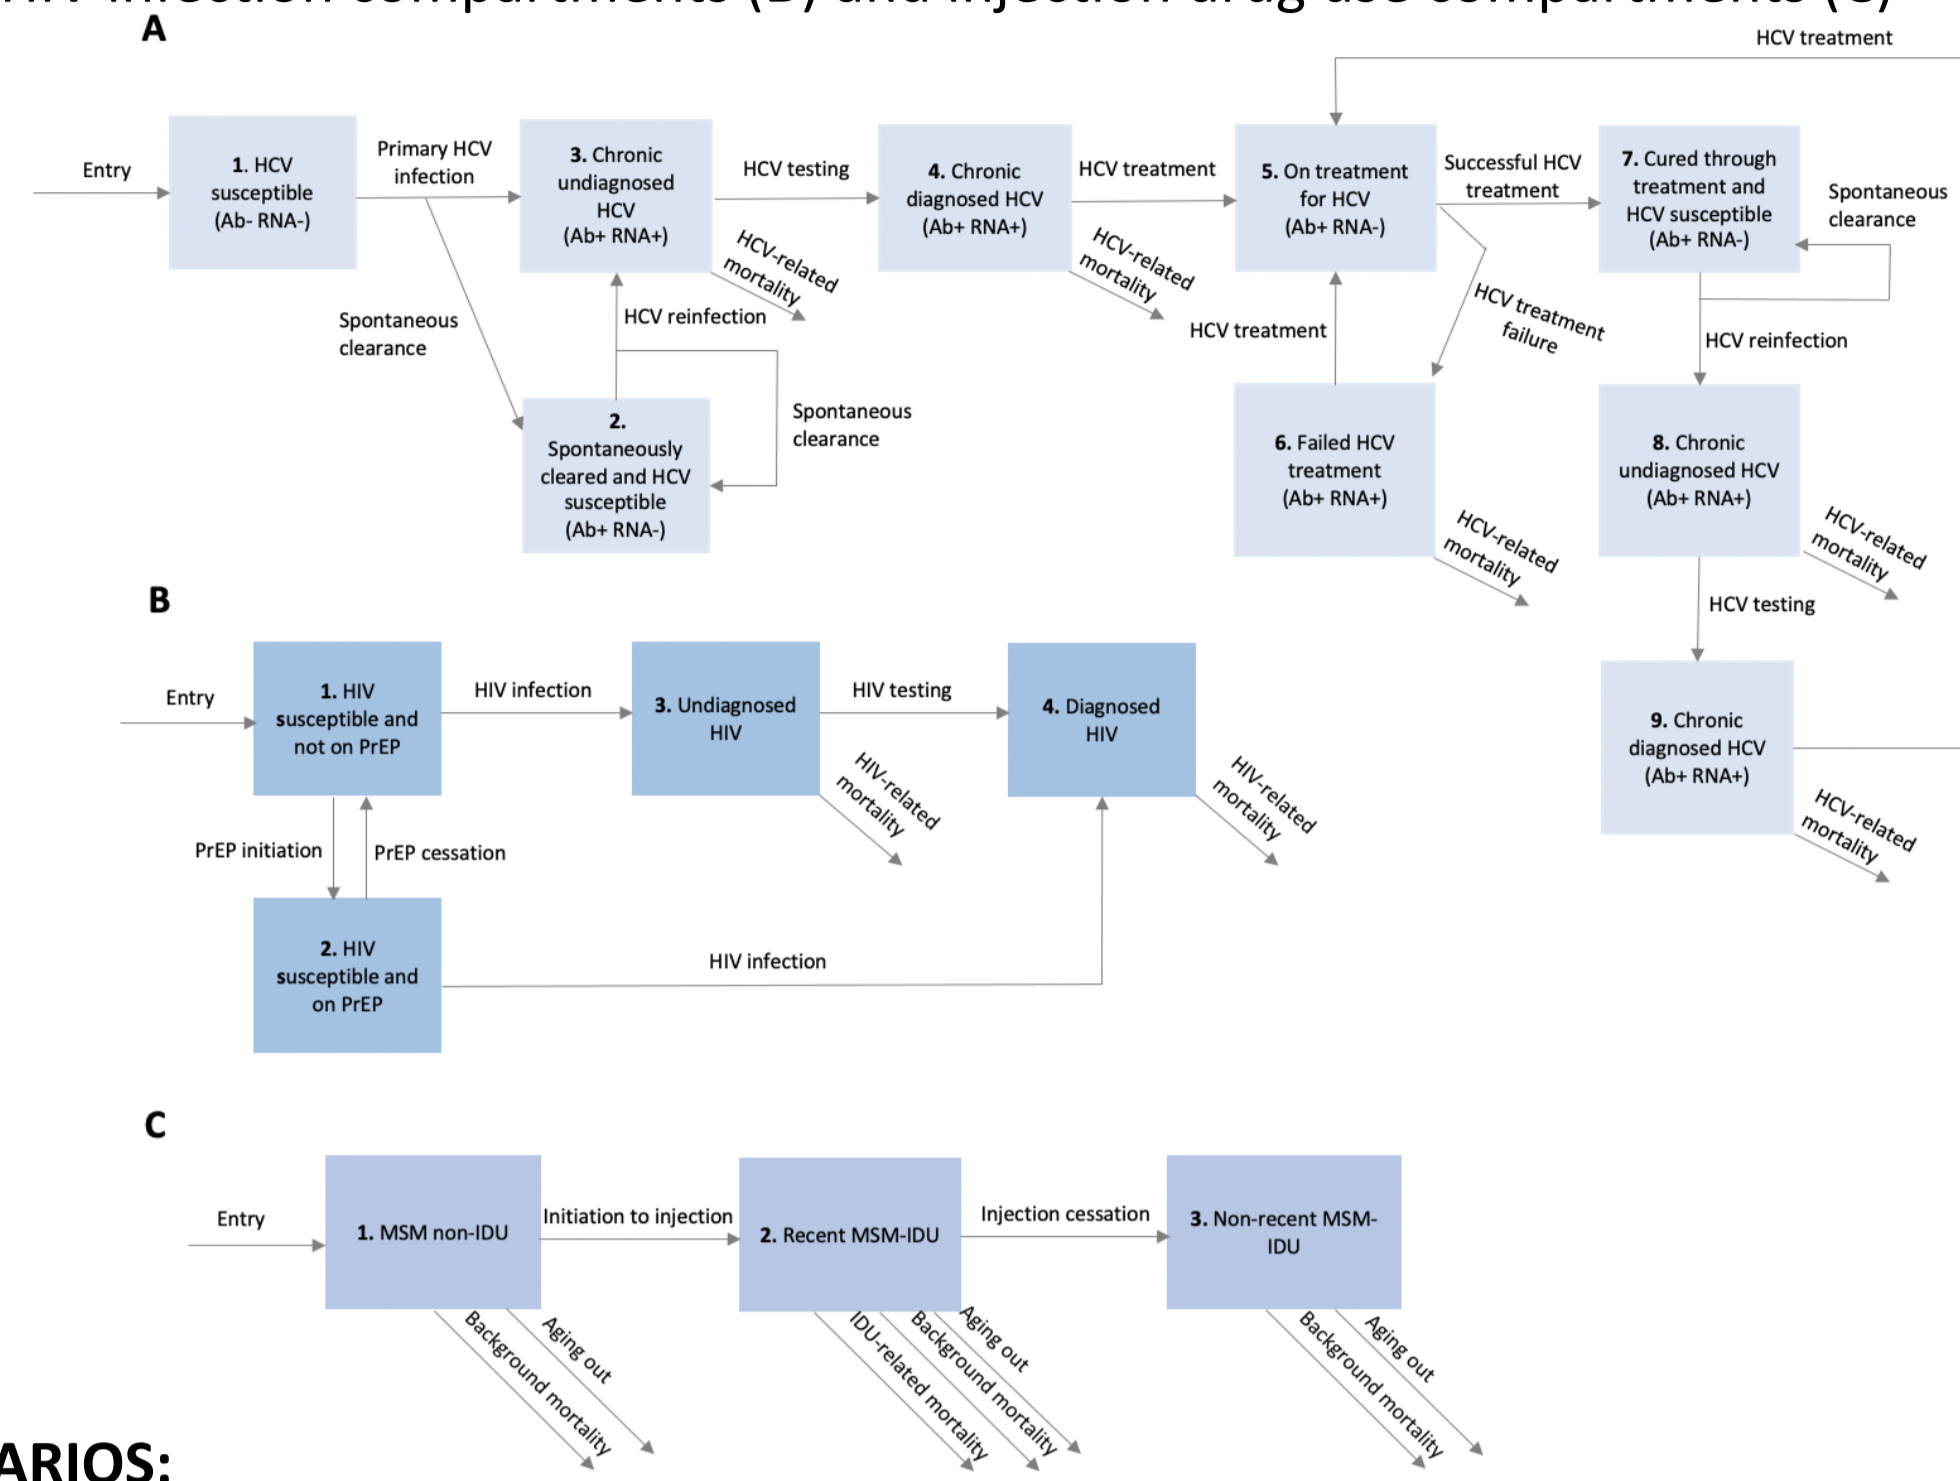 HIV infection compartments (B) and injection drug use compartments (C)
A
HCV treatment
Entry
1. HCV
susceptible
(Ab- RNA-)
Primary HCV
infection
3. Chronic
undiagnosed
HCV
(Ab+ RNA+)
HCV testing
4. Chronic
diagnosed HCV
(Ab+ RNA+)
HCV treatment
5. On treatment
for HCV
(Ab+ RNA-)
Successful HCV
treatment
7. Cured through
treatment and
HCV susceptible
(Ab+ RNA-)
Spontaneous
clearance
HCV-related
mortality
HCV-related
mortality
Spontaneous
clearance
HCV reinfection
HCV treatment
HCV treatment
failure
HCV reinfection
2.
Spontaneously
cleared and HCV
susceptible
(Ab+ RNA-)
Spontaneous
clearance
6. Failed HCV
treatment
(Ab+ RNA+)
8. Chronic
undiagnosed HCV
(Ab+ RNA+)
HCV-related
mortality
HCV-related
mortality
HCV testing
9. Chronic
diagnosed HCV
(Ab+ RNA+)
HCV-related
mortality
B
Entry
1. HIV
susceptible and
not on PrEP
HIV infection
3. Undiagnosed
HIV
HIV testing
4. Diagnosed
HIV
HIV-related
mortality
HIV-related
mortality
PrEP initiation
PrEP cessation
2. HIV
susceptible and
on PrEP
HIV infection
C
Entry
1. MSM non-IDU
Initiation to injection
2. Recent MSM-IDU
Injection cessation
3. Non-recent MSM-
IDU
Background mortality
Aging out
IDU-related mortality
Background mortality
Aging out
Background mortality
Aging out
ARIOS: